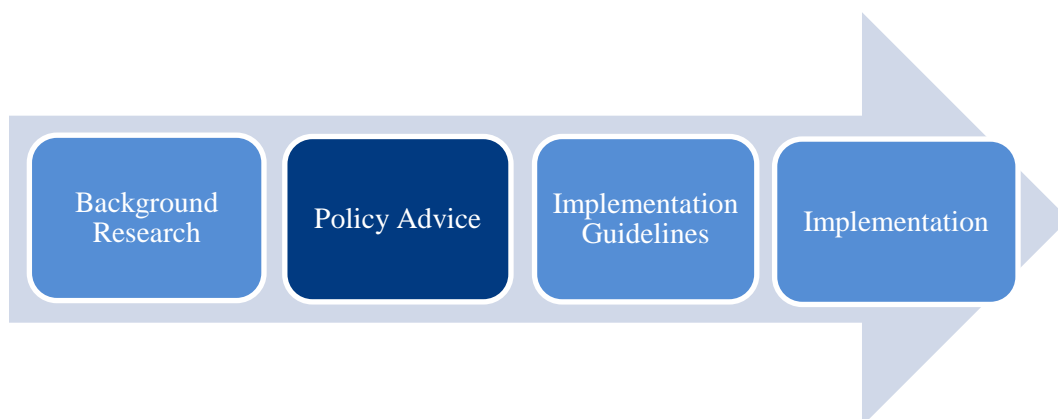 Background
Research
Policy Advice
Implementation
Guidelines
Implementation